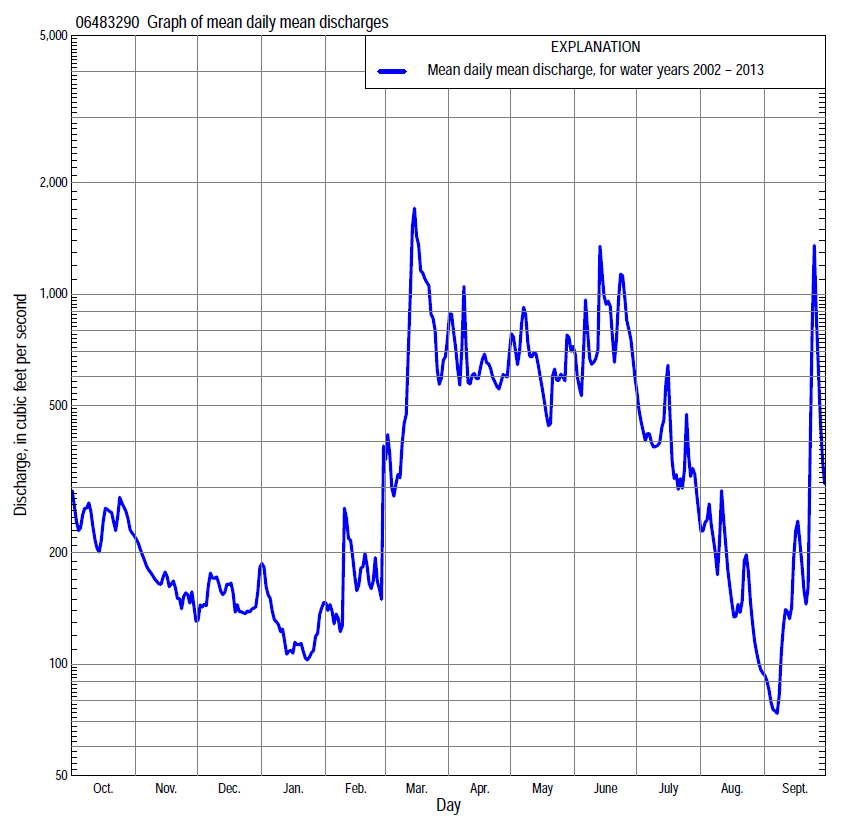 06483290 Graph of mean daily mean discharges
EXPLANATION
Mean daily mean discharge, for water years 2002 – 2013
5,000
2,000
1,000
500
200
100
50
Discharge, in cubic feet per second
Oct. Nov. Dec. Jan. Feb. Mar. Apr. May June July Aug. Sept.
Day